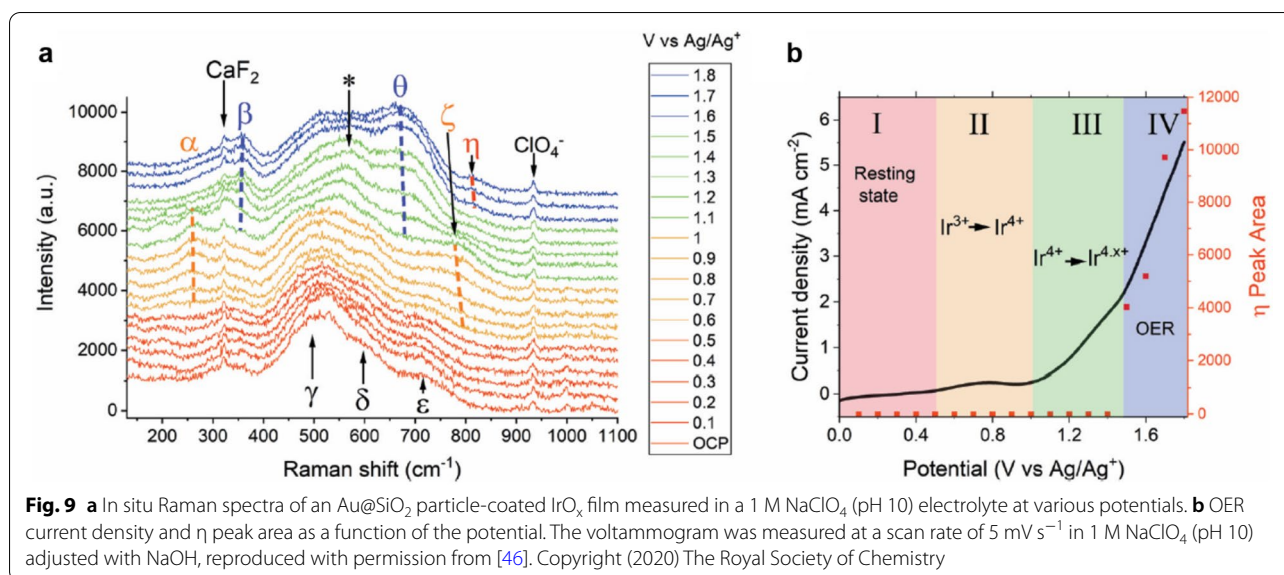 a
V vs Ag/Ag⁺
CaF₂
*
α
β
θ
ζ
η
ClO₄⁻
γ
δ
ε
10000
8000
6000
4000
2000
0
Intensity (a.u.)
200 300 400 500 600 700 800 900 1000 1100
Raman shift (cm⁻¹)
1.8
1.7
1.6
1.5
1.4
1.3
1.2
1.1
1
0.9
0.8
0.7
0.6
0.5
0.4
0.3
0.2
0.1
OCP
b
I II III IV
Resting
state
Ir³⁺ → Ir⁴⁺
Ir⁴⁺ → Ir⁴·ˣ⁺
OER
6
5
4
3
2
1
0
Current density (mA cm⁻²)
12000
10000
8000
6000
4000
2000
0
η Peak Area
0.0 0.4 0.8 1.2 1.6
Potential (V vs Ag/Ag⁺)
Fig. 9 a In situ Raman spectra of an Au@SiO₂ particle-coated IrOₓ film measured in a 1 M NaClO₄ (pH 10) electrolyte at various potentials. b OER
current density and η peak area as a function of the potential. The voltammogram was measured at a scan rate of 5 mV s⁻¹ in 1 M NaClO₄ (pH 10)
adjusted with NaOH, reproduced with permission from [46]. Copyright (2020) The Royal Society of Chemistry